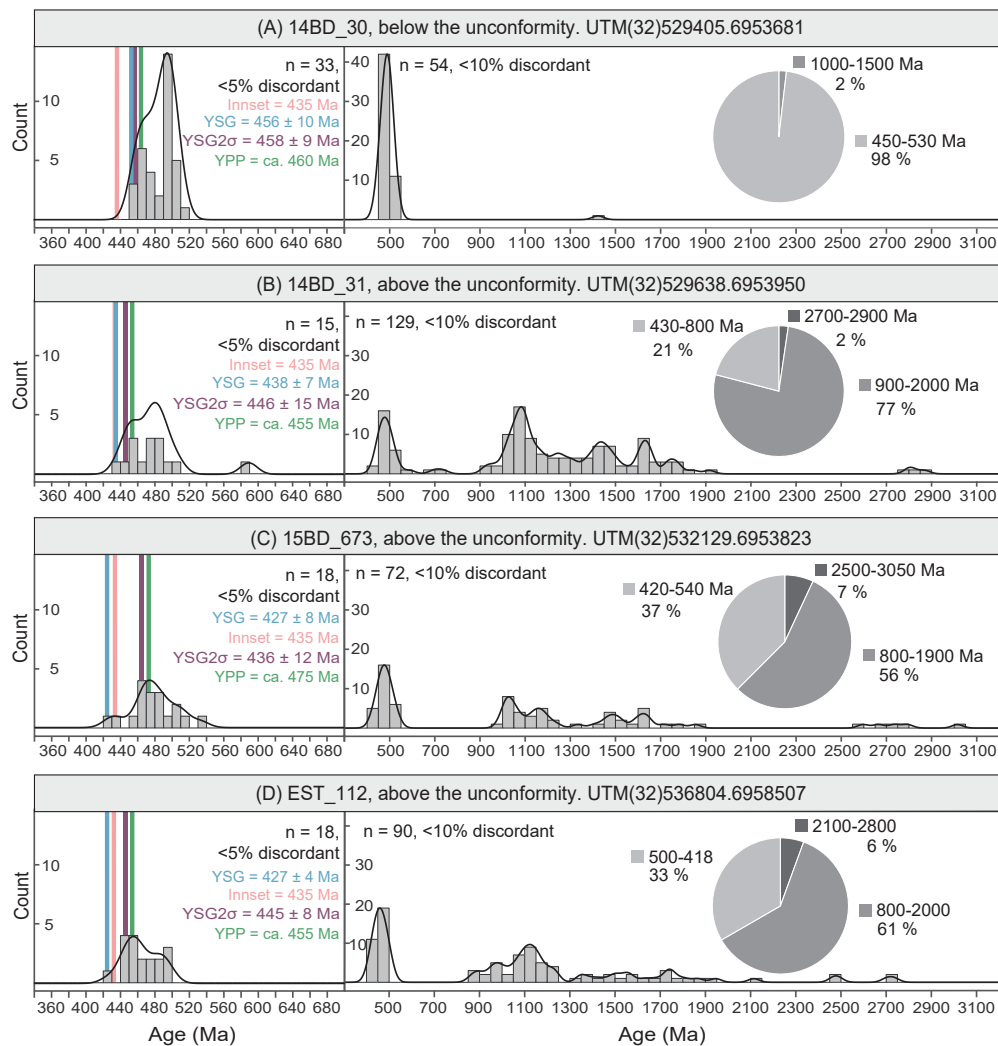 (A) 14BD_30, below the unconformity. UTM(32)529405.6953681
n = 33,
<5% discordant
Innset = 435 Ma
YSG = 456 ± 10 Ma
YSG2σ = 458 ± 9 Ma
YPP = ca. 460 Ma
Count
10
5
360 400 440 480 520 560 600 640 680
n = 54, <10% discordant
40
30
20
10
500 700 900 1100 1300 1500 1700 1900 2100 2300 2500 2700 2900 3100
1000-1500 Ma
2 %
450-530 Ma
98 %
(B) 14BD_31, above the unconformity. UTM(32)529638.6953950
n = 15,
<5% discordant
Innset = 435 Ma
YSG = 438 ± 7 Ma
YSG2σ = 446 ± 15 Ma
YPP = ca. 455 Ma
Count
10
5
360 400 440 480 520 560 600 640 680
n = 129, <10% discordant
30
20
10
500 700 900 1100 1300 1500 1700 1900 2100 2300 2500 2700 2900 3100
430-800 Ma
21 %
2700-2900 Ma
2 %
900-2000 Ma
77 %
(C) 15BD_673, above the unconformity. UTM(32)532129.6953823
n = 18,
<5% discordant
YSG = 427 ± 8 Ma
Innset = 435 Ma
YSG2σ = 436 ± 12 Ma
YPP = ca. 475 Ma
Count
10
5
360 400 440 480 520 560 600 640 680
n = 72, <10% discordant
30
20
10
500 700 900 1100 1300 1500 1700 1900 2100 2300 2500 2700 2900 3100
420-540 Ma
37 %
2500-3050 Ma
7 %
800-1900 Ma
56 %
(D) EST_112, above the unconformity. UTM(32)536804.6958507
n = 18,
<5% discordant
YSG = 427 ± 4 Ma
Innset = 435 Ma
YSG2σ = 445 ± 8 Ma
YPP = ca. 455 Ma
Count
10
5
360 400 440 480 520 560 600 640 680
Age (Ma)
n = 90, <10% discordant
30
20
10
500 700 900 1100 1300 1500 1700 1900 2100 2300 2500 2700 2900 3100
Age (Ma)
500-418
33 %
2100-2800
6 %
800-2000
61 %